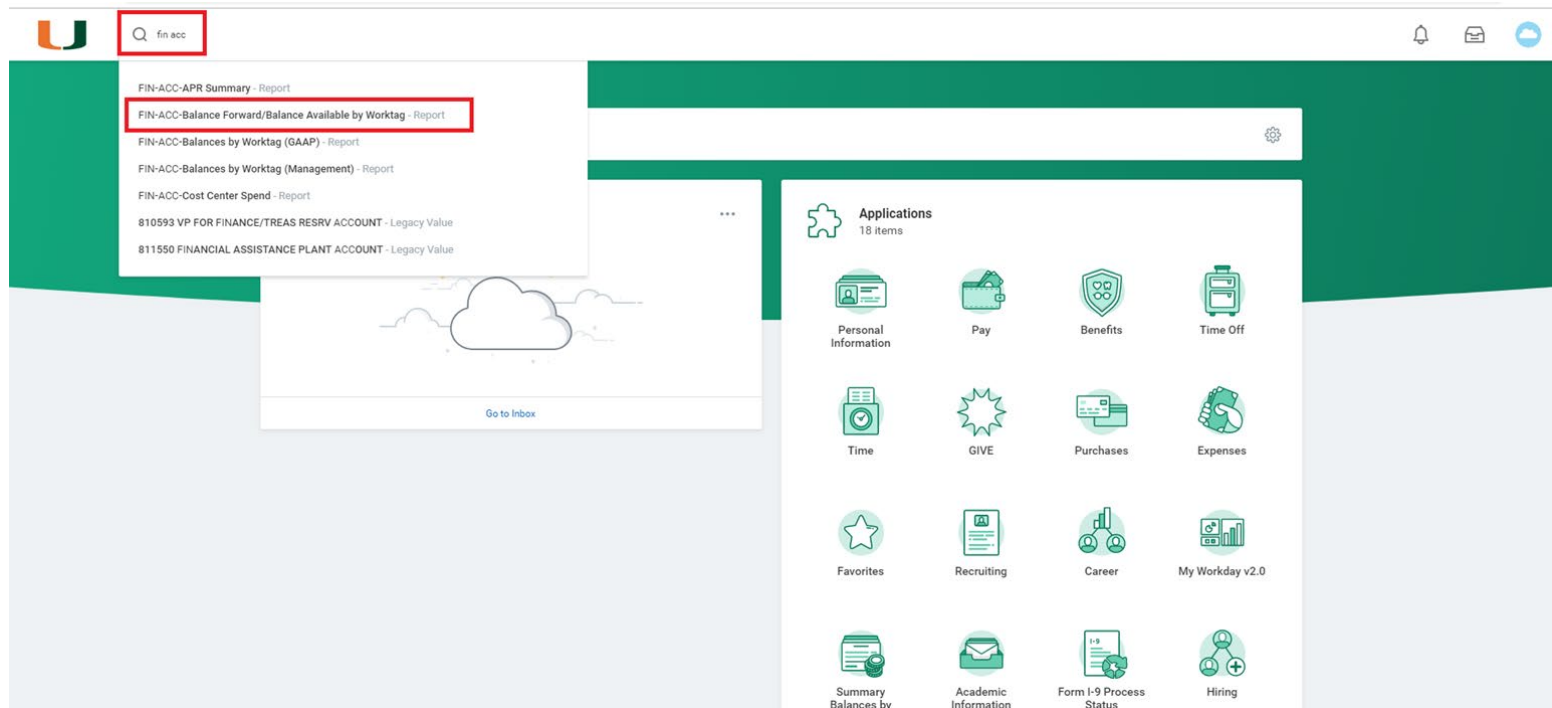 fin acc
FIN-ACC-APR Summary - Report
FIN-ACC-Balance Forward/Balance Available by Worktag - Report
FIN-ACC-Balances by Worktag (GAAP) - Report
FIN-ACC-Balances by Worktag (Management) - Report
FIN-ACC-Cost Center Spend - Report
810593 VP FOR FINANCE/TREAS RESRV ACCOUNT - Legacy Value
811550 FINANCIAL ASSISTANCE PLANT ACCOUNT - Legacy Value
Go to Inbox
Applications
18 items
Personal
Information
Pay
Benefits
Time Off
Time
GIVE
Purchases
Expenses
Favorites
Recruiting
Career
My Workday v2.0
Summary
Balances by
Academic
Information
I-9
Form I-9 Process
Status
Hiring